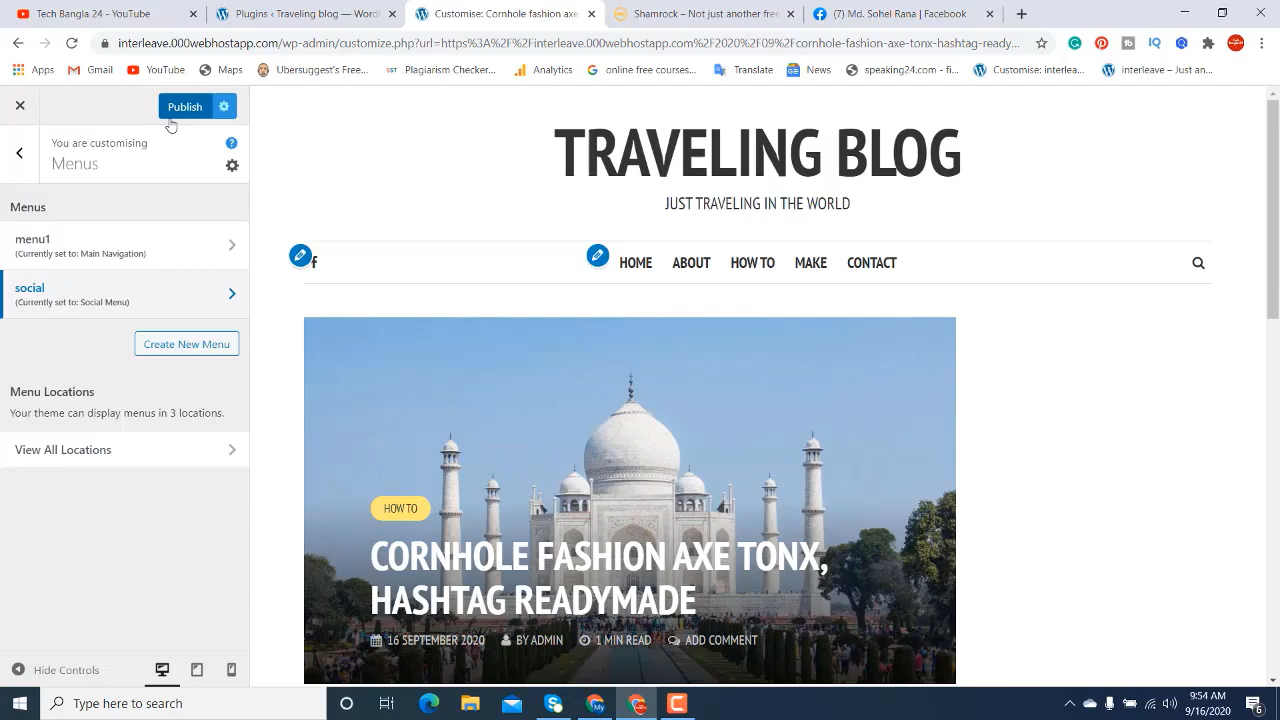 Talking Bangla - YouTube
Plugins ‹ Traveling blog — Wor
Customise: Cornhole fashion axe
Shamrock - Not another free
(7) Md. Rana | Facebook
interleave.000webhostapp.com/wp-admin/customize.php?url=https%3A%2F%2Finterleave.000webhostapp.com%2F2020%2F09%2Fcornhole-fashion-axe-tonx-hashtag-ready...
Apps
Gmail
YouTube
Maps
Ubersuggest's Free...
Plagiarism Checker...
Analytics
online free courses...
Translate
News
speaking24.com - fi...
Customise: interlea...
interleave – Just an...
Publish
You are customising
Menus
Menus
menu1
(Currently set to: Main Navigation)
social
(Currently set to: Social Menu)
Create New Menu
Menu Locations
Your theme can display menus in 3 locations.
View All Locations
Hide Controls
TRAVELING BLOG
JUST TRAVELING IN THE WORLD
HOME ABOUT HOW TO MAKE CONTACT
HOW TO
CORNHOLE FASHION AXE TONX,
HASHTAG READYMADE
16 SEPTEMBER 2020 BY ADMIN 1 MIN READ ADD COMMENT
Type here to search
9:54 AM
9/16/2020
6